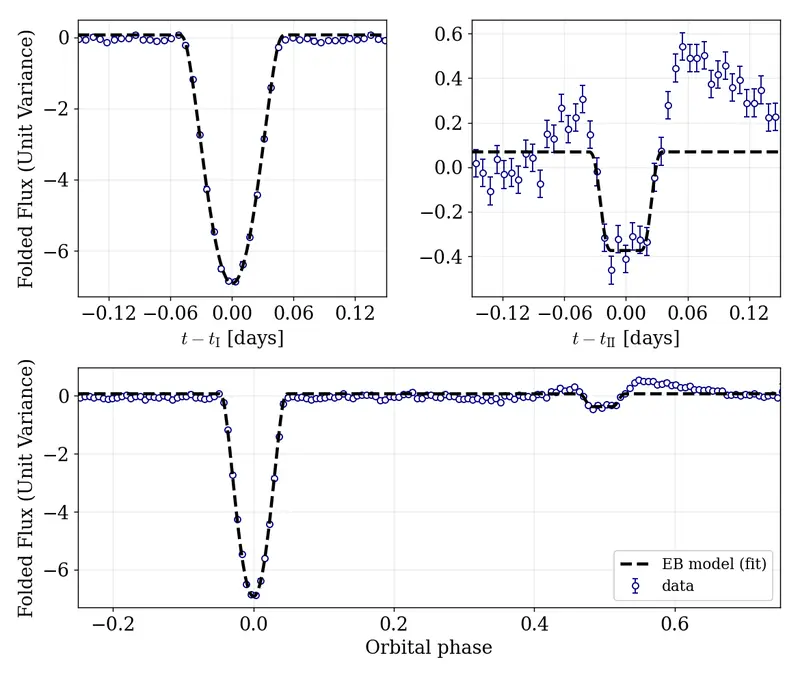 Folded Flux (Unit Variance)
0
−2
−4
−6
−0.12 −0.06 0.00 0.06 0.12
t − tI [days]
0.6
0.4
0.2
0.0
−0.2
−0.4
−0.12 −0.06 0.00 0.06 0.12
t − tII [days]
Folded Flux (Unit Variance)
0
−2
−4
−6
−0.2 0.0 0.2 0.4 0.6
Orbital phase
EB model (fit)
data